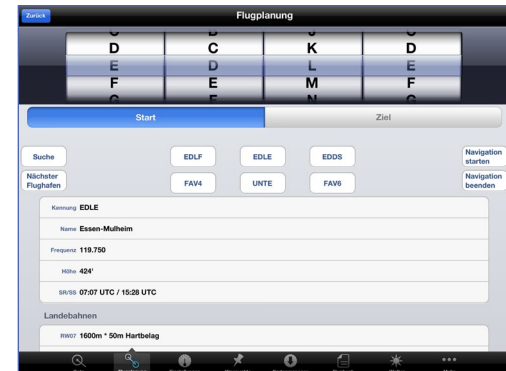 Zurück
Flugplanung
D C K D
E D L E
F E M F
Start
Ziel
Suche
EDLF
EDLE
EDDS
Navigation starten
Nächster Flughafen
FAV4
UNTE
FAV6
Navigation beenden
Kennung EDLE
Name Essen-Mulheim
Frequenz 119.750
Höhe 424'
SR/SS 07:07 UTC / 15:28 UTC
Landebahnen
RW07 1600m * 50m Hartbelag